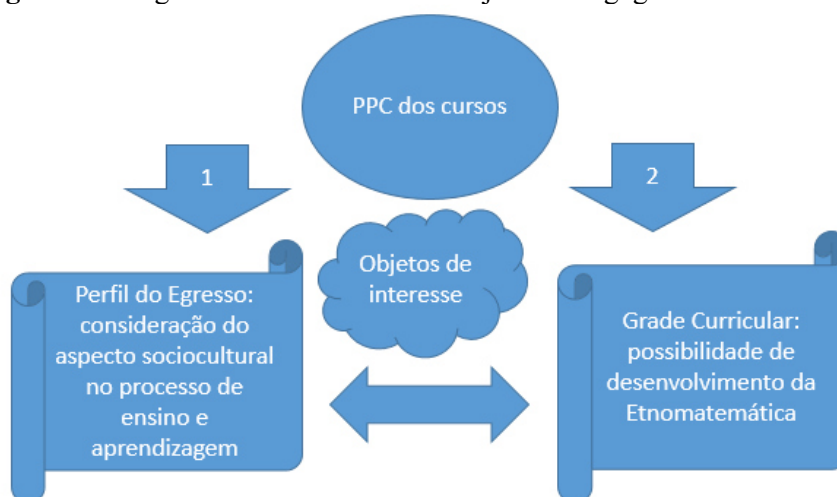 PPC dos cursos
1
2
Objetos de
interesse
Perfil do Egresso:
consideração do
aspecto sociocultural
no processo de
ensino e
aprendizagem
Grade Curricular:
possibilidade de
desenvolvimento da
Etnomatemática